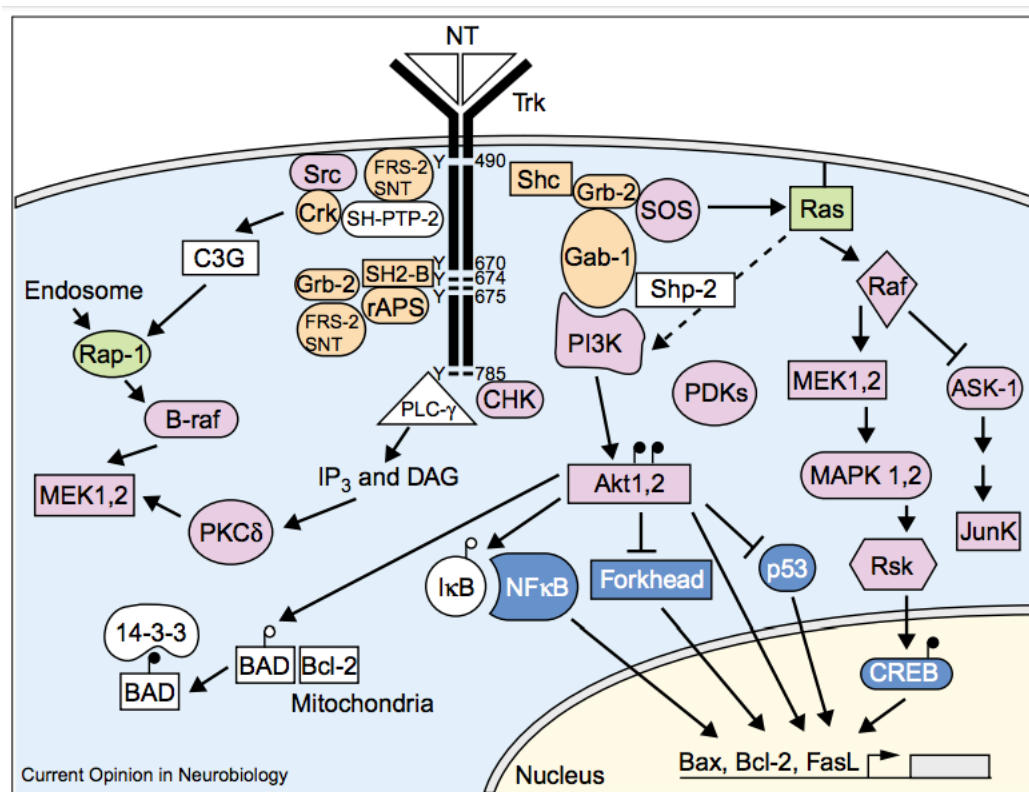 NT
Trk
Src
FRS-2
SNT
Y
490
Crk
SH-PTP-2
Shc
Grb-2
SOS
Ras
C3G
Gab-1
Y
670
Y
674
Y
675
Grb-2
SH2-B
rAPS
FRS-2
SNT
Shp-2
Raf
Endosome
Rap-1
PI3K
Y
785
PLC-γ
CHK
PDKs
MEK1,2
ASK-1
B-raf
IP3 and DAG
Akt1,2
MAPK 1,2
MEK1,2
PKCδ
JunK
IκB
NFκB
Forkhead
p53
Rsk
14-3-3
BAD
BAD
Bcl-2
Mitochondria
CREB
Bax, Bcl-2, FasL
Nucleus
Current Opinion in Neurobiology